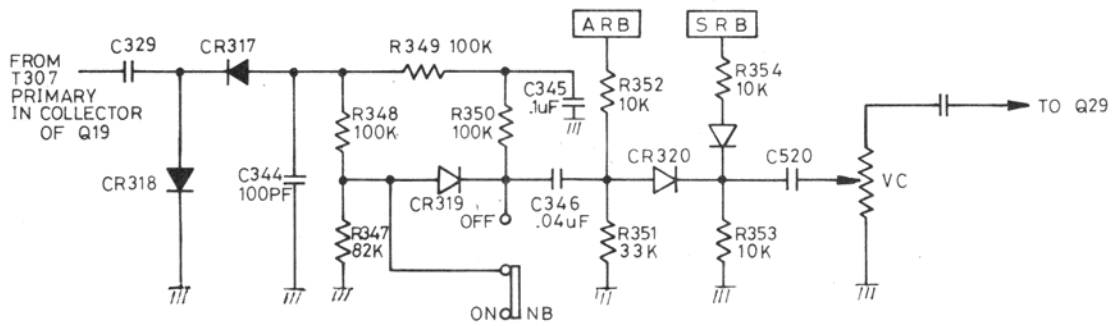 ARB
SRB
C329
CR317
R349 100K
FROM
T307
PRIMARY
IN COLLECTOR
OF Q19
C345
.1uF
R352
10K
R354
10K
TO Q29
R348
100K
R350
100K
CR318
C344
100PF
CR319
OFF
C346
.04uF
CR320
C520
VC
R347
82K
R351
33K
R353
10K
ON NB